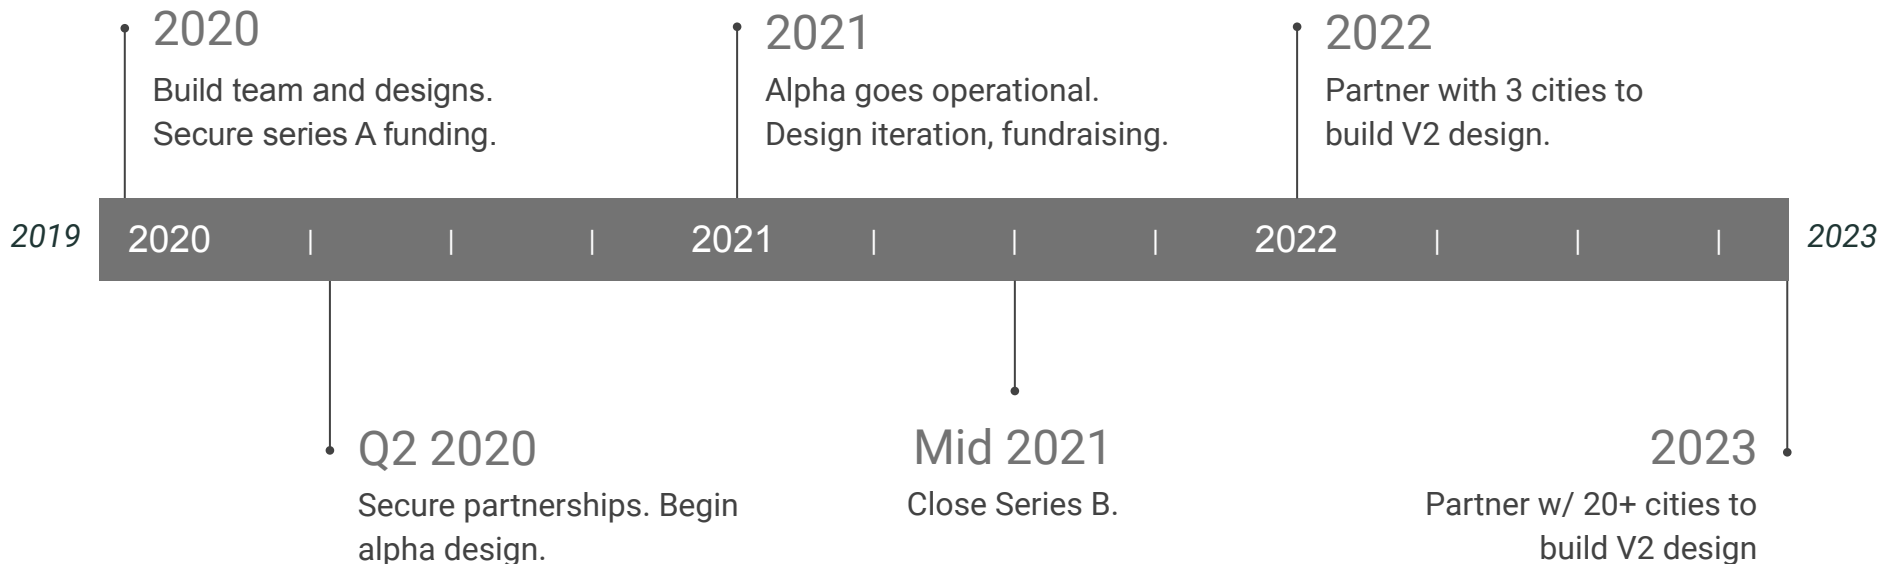 2020
Build team and designs.
Secure series A funding.
2021
Alpha goes operational.
Design iteration, fundraising.
2022
Partner with 3 cities to
build V2 design.
2019 2020 | | | 2021 | | | 2022 | | | 2023
Q2 2020
Secure partnerships. Begin
alpha design.
Mid 2021
Close Series B.
2023
Partner w/ 20+ cities to
build V2 design